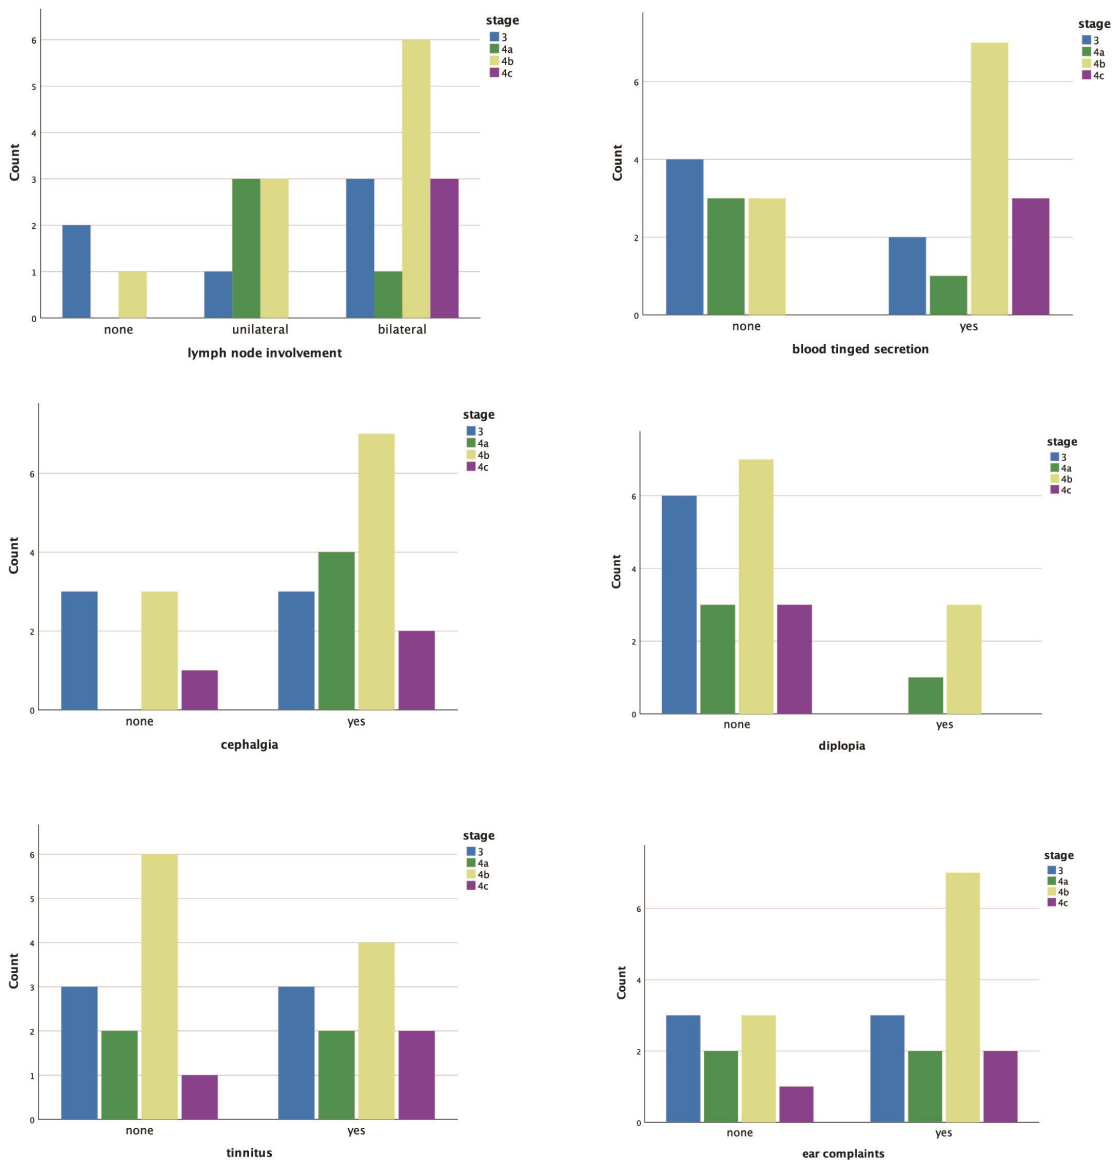 stage
3
4a
4b
4c
6
5
4
3
2
1
0
Count
none unilateral bilateral
lymph node involvement
stage
3
4a
4b
4c
6
4
2
0
Count
none yes
blood tinged secretion
stage
3
4a
4b
4c
6
4
2
0
Count
none yes
cephalgia
stage
3
4a
4b
4c
6
4
2
0
Count
none yes
diplopia
stage
3
4a
4b
4c
6
5
4
3
2
1
0
Count
none yes
tinnitus
stage
3
4a
4b
4c
6
4
2
0
Count
none yes
ear complaints